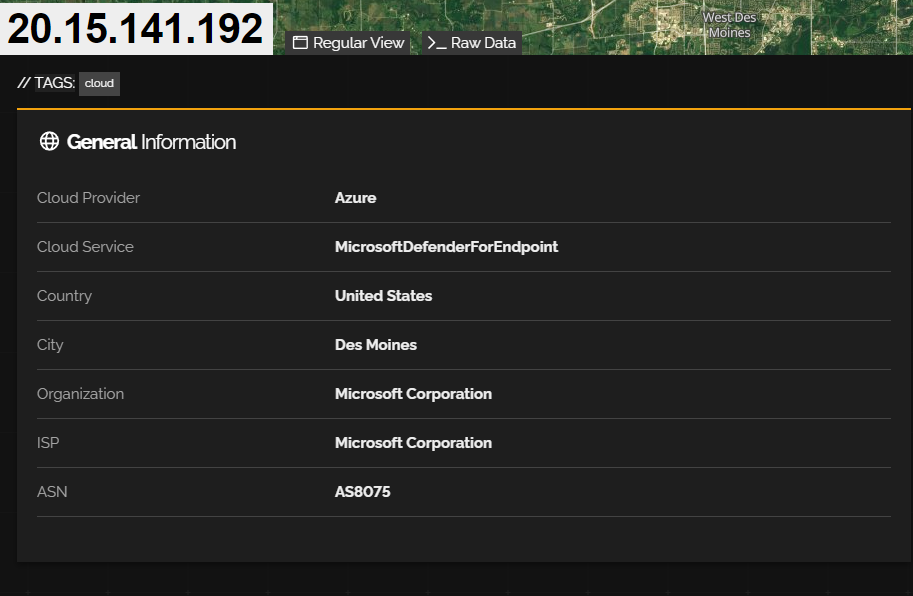 20.15.141.192
Regular View
Raw Data
West Des
Moines
// TAGS: cloud
General Information
Cloud Provider Azure
Cloud Service MicrosoftDefenderForEndpoint
Country United States
City Des Moines
Organization Microsoft Corporation
ISP Microsoft Corporation
ASN AS8075